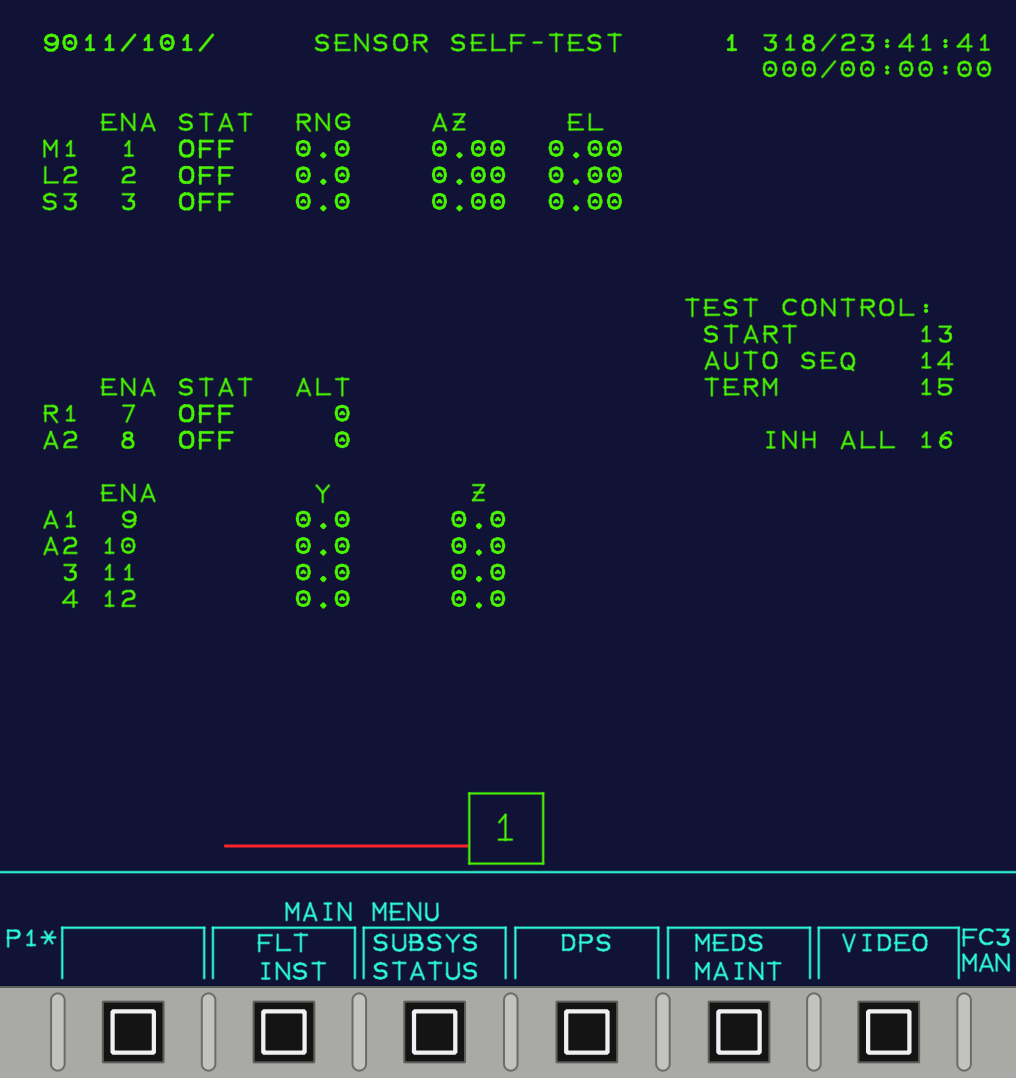 9011/101/ SENSOR SELF-TEST 1 318/23:41:41
000/00:00:00
ENA STAT RNG AZ EL
M1 1 OFF 0.0 0.00 0.00
L2 2 OFF 0.0 0.00 0.00
S3 3 OFF 0.0 0.00 0.00
TEST CONTROL:
START 13
AUTO SEQ 14
ENA STAT ALT TERM 15
R1 7 OFF 0
A2 8 OFF 0 INH ALL 16
ENA Y Z
A1 9 0.0 0.0
A2 10 0.0 0.0
3 11 0.0 0.0
4 12 0.0 0.0
1
MAIN MENU
P1* FLT SUBSYS DPS MEDS VIDEO FC3
INST STATUS MAINT MAN